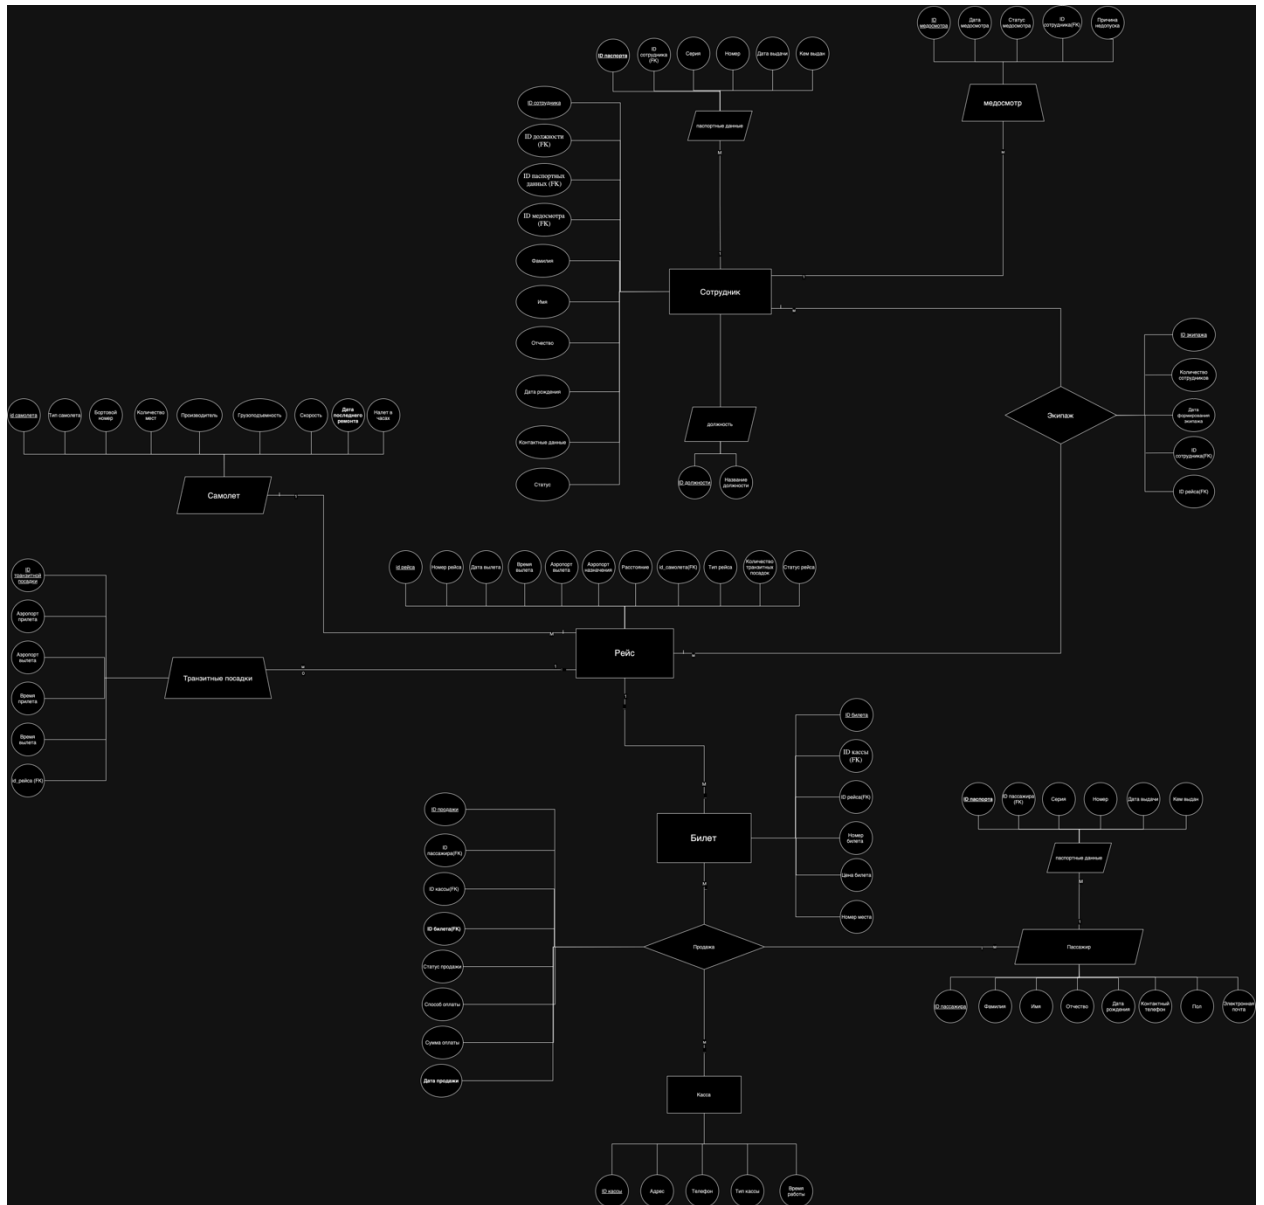 ID
медосмотра
Дата
медосмотра
Статус
медосмотра
ID
сотрудника(FK)
Причина
недопуска
медосмотр
ID паспорта
ID
сотрудника
(FK)
Серия
Номер
Дата выдачи
Кем выдан
паспортные данные
ID сотрудника
ID должности
(FK)
ID паспортных
данных (FK)
ID медосмотра
(FK)
Фамилия
Имя
Отчество
Дата рождения
Контактные данные
Статус
Сотрудник
должность
ID должности
Название
должности
Экипаж
ID экипажа
Количество
сотрудников
Дата
формирования
экипажа
ID
сотрудника(FK)
ID рейса(FK)
id самолета
Тип самолета
Бортовой
номер
Количество
мест
Производитель
Грузоподъемность
Скорость
Дата
последнего
ремонта
Налет в
часах
Самолет
id рейса
Номер рейса
Дата вылета
Время
вылета
Аэропорт
вылета
Аэропорт
назначения
Расстояние
id_самолета(FK)
Тип рейса
Количество
транзитных
посадок
Статус рейса
Рейс
ID
транзитной
посадки
Аэропорт
прилета
Аэропорт
вылета
Время
прилета
Время
вылета
id_рейса (FK)
Транзитные посадки
Билет
ID билета
ID кассы
(FK)
ID рейса(FK)
Номер
билета
Цена билета
Номер места
ID продажи
ID
пассажира(FK)
ID кассы(FK)
ID билета(FK)
Статус продажи
Способ оплаты
Сумма оплаты
Дата продажи
Продажа
ID паспорта
ID пассажира
(FK)
Серия
Номер
Дата выдачи
Кем выдан
паспортные данные
Пассажир
ID пассажира
Фамилия
Имя
Отчество
Дата
рождения
Контактный
телефон
Пол
Электронная
почта
Касса
ID кассы
Адрес
Телефон
Тип кассы
Время
работы